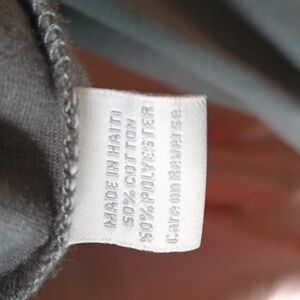 MADE IN HAITI
50% COTTON
50% POLYESTER
Care on Reverse